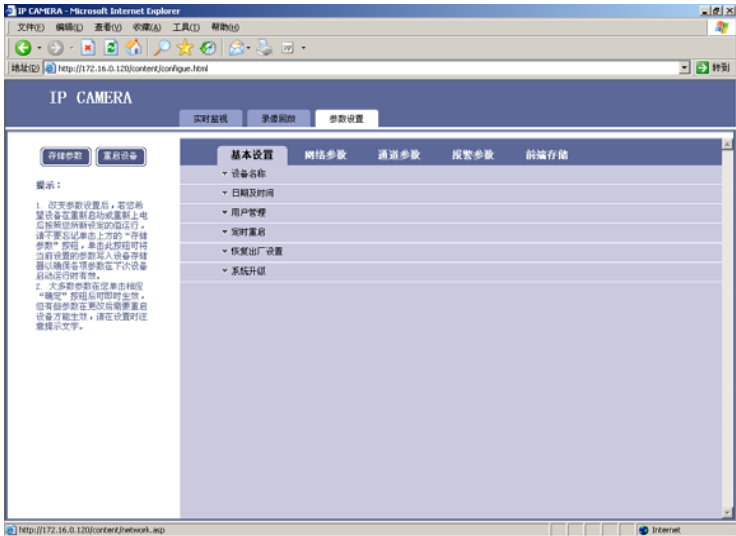 IP CAMERA - Microsoft Internet Explorer
文件(F) 编辑(E) 查看(V) 收藏(A) 工具(T) 帮助(H)
地址(D) http://172.16.0.120/content/configue.html 转到
IP CAMERA
实时监视 录像回放 参数设置
存储参数 重启设备
基本设置 网络参数 通道参数 报警参数 前端存储
设备名称
日期及时间
用户管理
定时重启
恢复出厂设置
系统升级
提示：
1. 改变参数设置后，若您希
望设备在重新启动或重新上电
后按照您所新设定的值运行，
请不要忘记单击上方的“存储
参数”按钮，单击此按钮可将
当前设置的参数写入设备存储
器以确保各项参数在下次设备
启动运行时有效。
2. 大多数参数在您单击相应
“确定”按钮后可即时生效，
但有些参数在更改后需要重启
设备方能生效，请在设置时注
意提示文字。
http://172.16.0.120/content/network.asp Internet